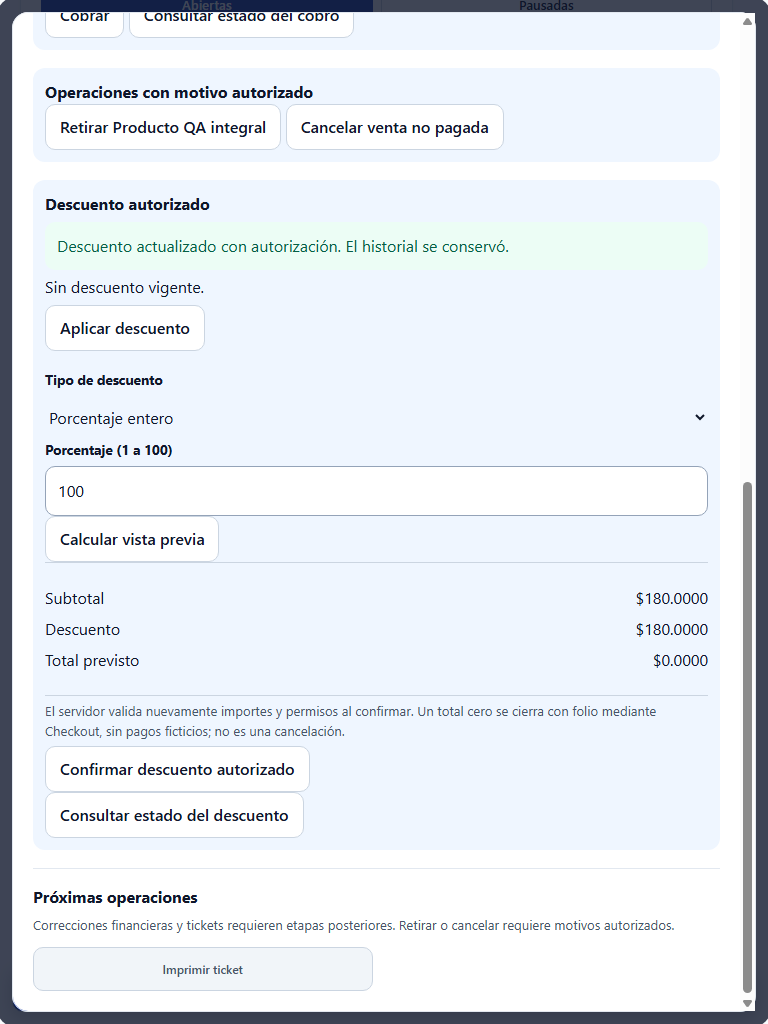 Abiertas
Pausadas
Cobrar
Consultar estado del cobro
Operaciones con motivo autorizado
Retirar Producto QA integral
Cancelar venta no pagada
Descuento autorizado
Descuento actualizado con autorización. El historial se conservó.
Sin descuento vigente.
Aplicar descuento
Tipo de descuento
Porcentaje entero
Porcentaje (1 a 100)
100
Calcular vista previa
Subtotal $180.0000
Descuento $180.0000
Total previsto $0.0000
El servidor valida nuevamente importes y permisos al confirmar. Un total cero se cierra con folio mediante
Checkout, sin pagos ficticios; no es una cancelación.
Confirmar descuento autorizado
Consultar estado del descuento
Próximas operaciones
Correcciones financieras y tickets requieren etapas posteriores. Retirar o cancelar requiere motivos autorizados.
Imprimir ticket